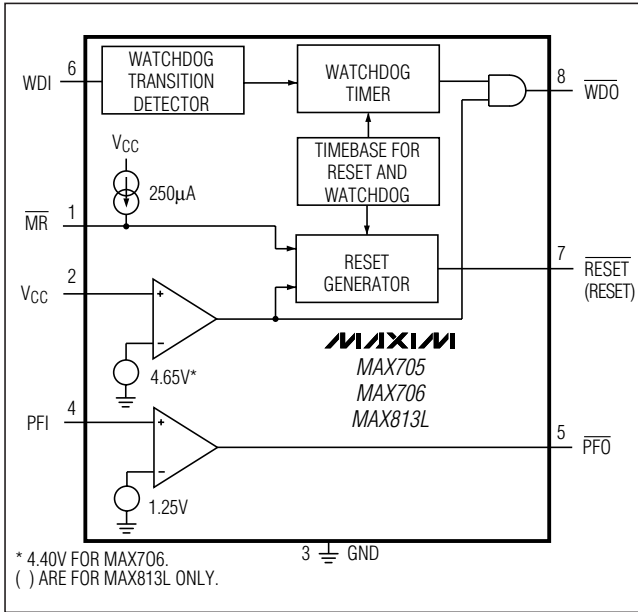 WATCHDOG
TRANSITION
DETECTOR
WATCHDOG
TIMER
6
WDI
8
WDO
TIMEBASE FOR
RESET AND
WATCHDOG
VCC
250µA
1
MR
RESET
GENERATOR
7
RESET
(RESET)
2
VCC
+
−
4.65V*
MAXIM
MAX705
MAX706
MAX813L
4
PFI
+
−
1.25V
5
PFO
3 GND
* 4.40V FOR MAX706.
( ) ARE FOR MAX813L ONLY.